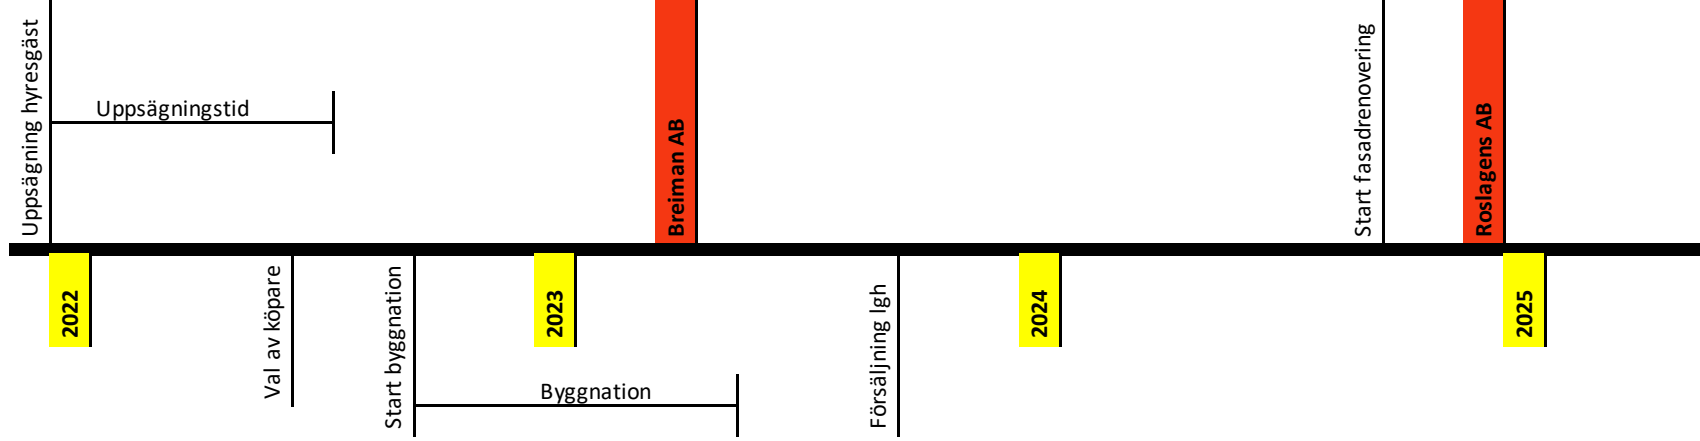 Uppsägning hyresgäst
Uppsägningstid
Breiman AB
Start fasadrenovering
Roslagens AB
2022
Val av köpare
Start byggnation
2023
Försäljning lgh
2024
2025
Byggnation